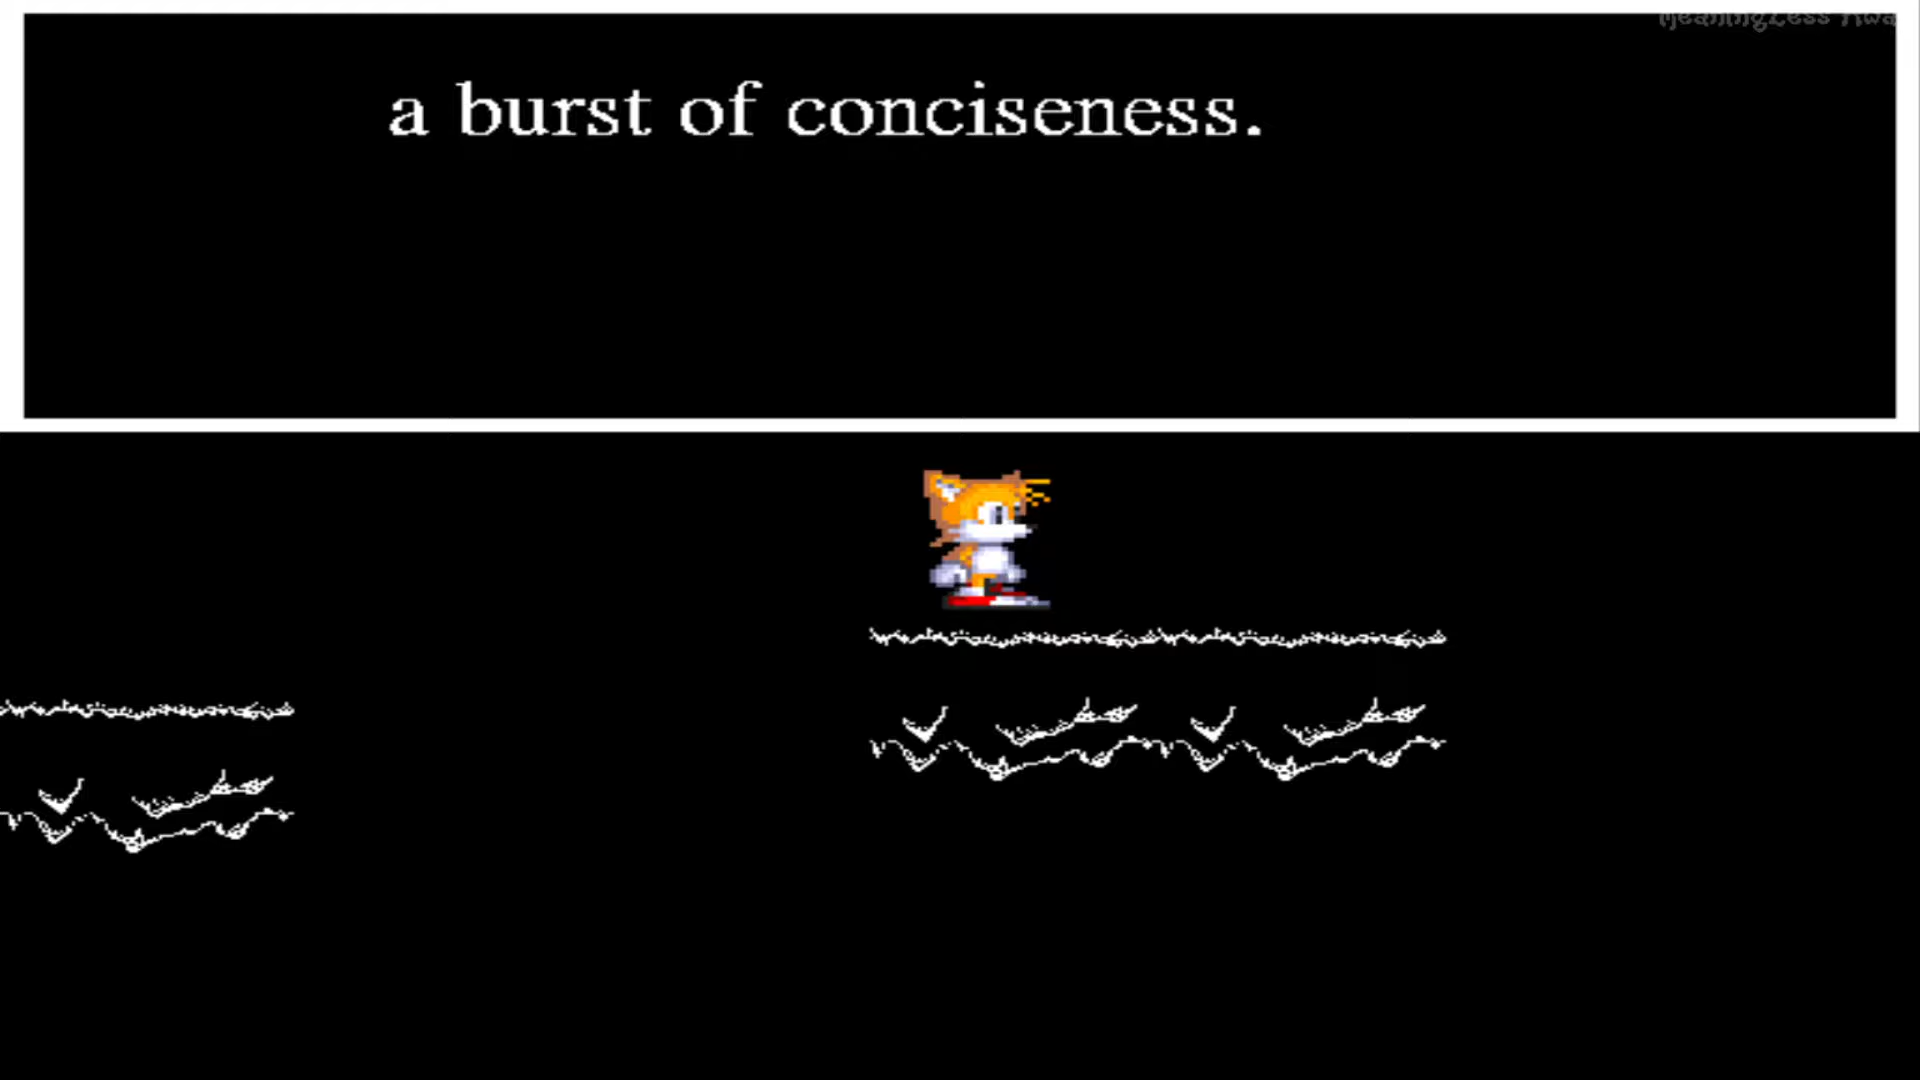 a burst of conciseness.